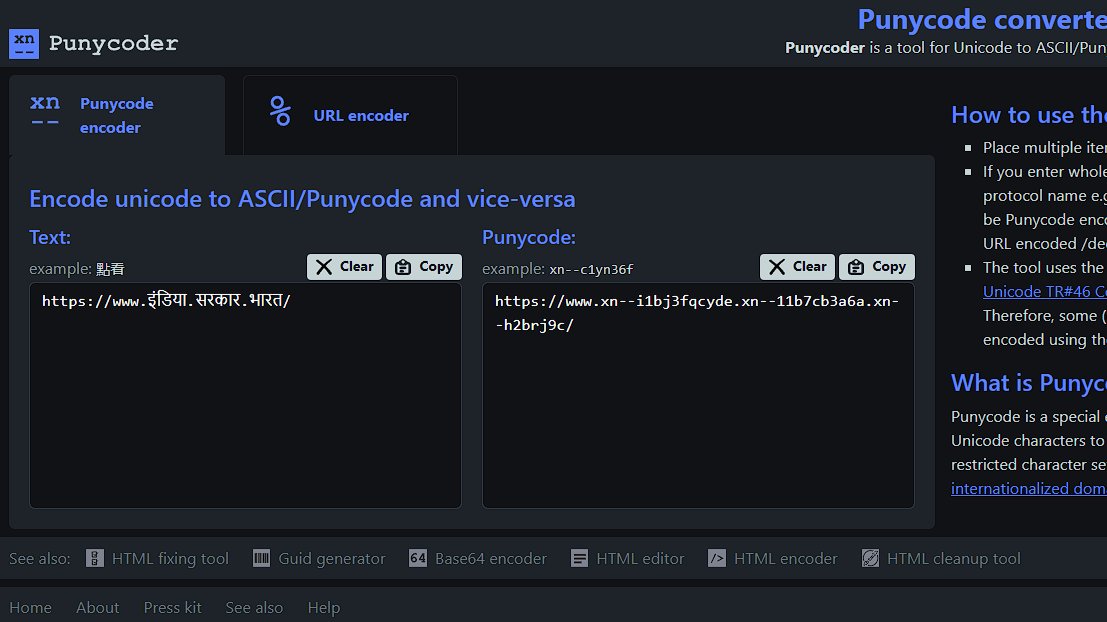 xn
--
Punycoder
Punycode converte
Punycoder is a tool for Unicode to ASCII/Pun
xn
--
Punycode
encoder
URL encoder
Encode unicode to ASCII/Punycode and vice-versa
Text:
example: 點看
Clear
Copy
https://www.इंडिया.सरकार.भारत/
Punycode:
example: xn--c1yn36f
Clear
Copy
https://www.xn--i1bj3fqcyde.xn--11b7cb3a6a.xn-
-h2brj9c/
How to use the
Place multiple iter
If you enter whole
protocol name e.g
be Punycode enco
URL encoded /dec
The tool uses the
Unicode TR#46 Co
Therefore, some (
encoded using the
What is Punyco
Punycode is a special e
Unicode characters to
restricted character se
internationalized doma
See also:
HTML fixing tool
Guid generator
64 Base64 encoder
HTML editor
HTML encoder
HTML cleanup tool
Home
About
Press kit
See also
Help